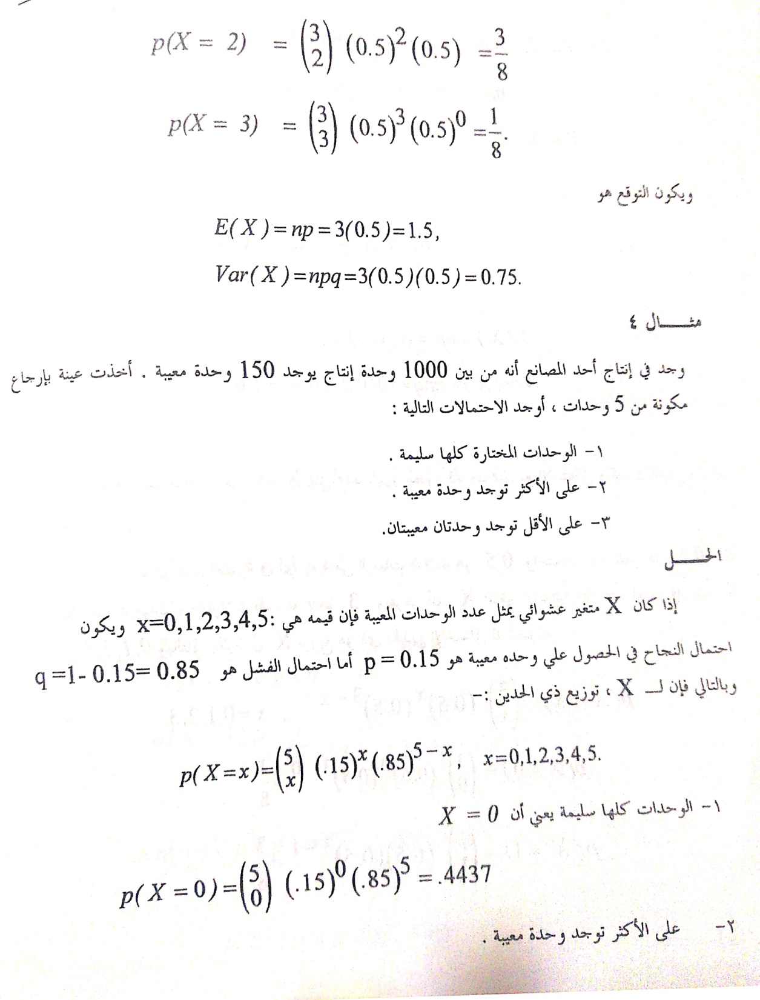 p(X = 2) = (3 2) (0.5)^2 (0.5) = 3/8
p(X = 3) = (3 3) (0.5)^3 (0.5)^0 = 1/8.
ويكون التوقع هو
E(X) = np = 3(0.5) = 1.5,
Var(X) = npq = 3(0.5)(0.5) = 0.75.
مثـــال ٤
وجد في إنتاج أحد المصانع أنه من بين 1000 وحدة إنتاج يوجد 150 وحدة معيبة . أخذت عينة بإرجاع
مكونة من 5 وحدات ، أوجد الاحتمالات التالية :
١- الوحدات المختارة كلها سليمة .
٢- على الأكثر توجد وحدة معيبة .
٣- على الأقل توجد وحدتان معيبتان.
الحـــل
إذا كان X متغير عشوائي يمثل عدد الوحدات المعيبة فإن قيمه هي :x=0,1,2,3,4,5 ويكون
احتمال النجاح في الحصول علي وحده معيبة هو p = 0.15 أما احتمال الفشل هو q =1- 0.15= 0.85
وبالتالي فإن لـ X ، توزيع ذي الحدين :-
p(X=x)=(5 x) (.15)^x (.85)^{5-x}, x=0,1,2,3,4,5.
١- الوحدات كلها سليمة يعني أن X = 0
p(X=0)=(5 0) (.15)^0 (.85)^5 = .4437
٢- على الأكثر توجد وحدة معيبة .